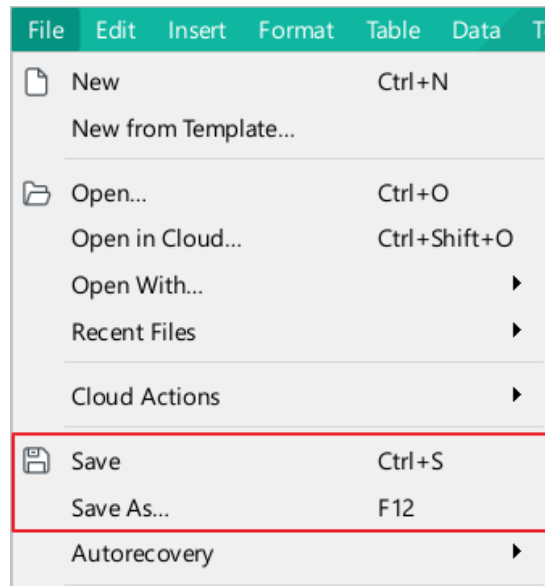 File Edit Insert Format Table Data T
New Ctrl+N
New from Template...
Open... Ctrl+O
Open in Cloud... Ctrl+Shift+O
Open With...
Recent Files
Cloud Actions
Save Ctrl+S
Save As... F12
Autorecovery